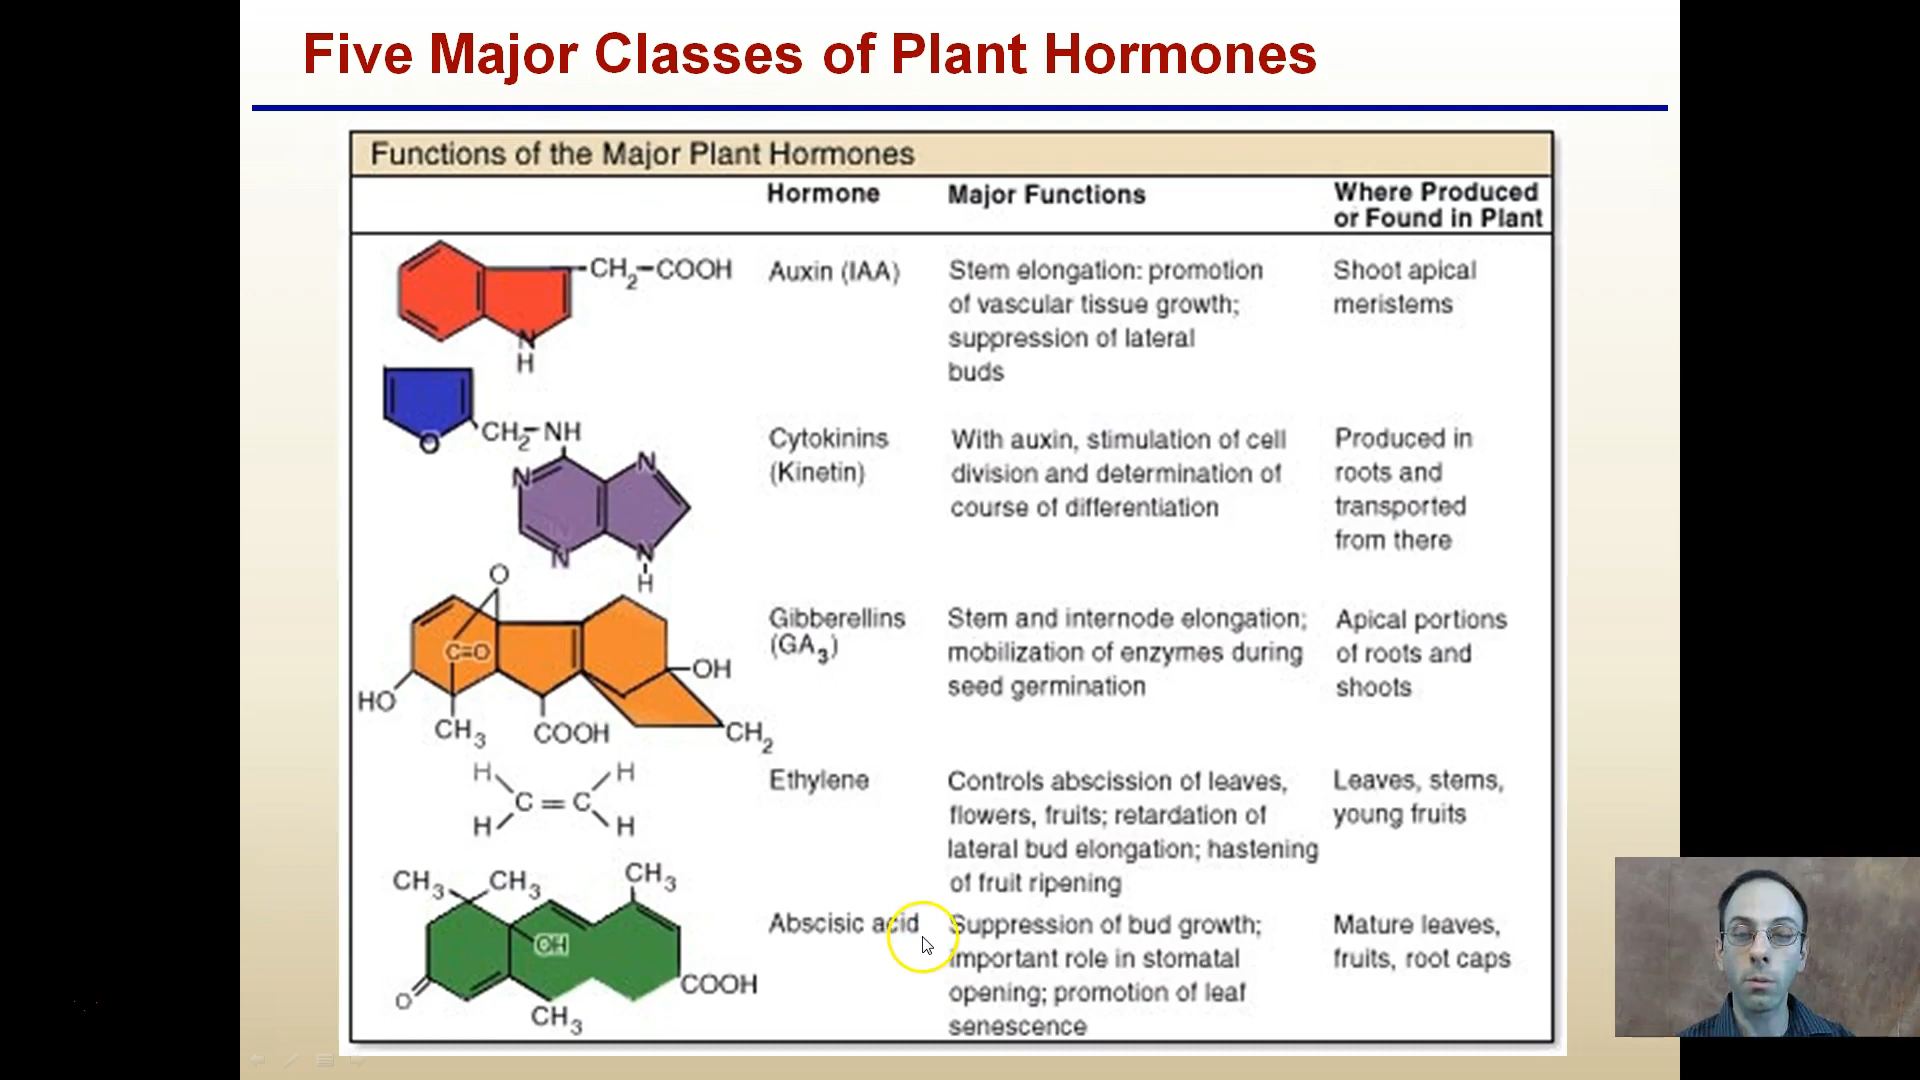 Five Major Classes of Plant Hormones
Functions of the Major Plant Hormones
Hormone
Major Functions
Where Produced
or Found in Plant
CH2-COOH
N
H
Auxin (IAA)
Stem elongation: promotion
of vascular tissue growth;
suppression of lateral
buds
Shoot apical
meristems
O
CH2-NH
N
N
N
N
H
Cytokinins
(Kinetin)
With auxin, stimulation of cell
division and determination of
course of differentiation
Produced in
roots and
transported
from there
O
C=O
OH
HO
CH3
COOH
CH2
Gibberellins
(GA3)
Stem and internode elongation;
mobilization of enzymes during
seed germination
Apical portions
of roots and
shoots
H
H
C=C
H
H
Ethylene
Controls abscission of leaves,
flowers, fruits; retardation of
lateral bud elongation; hastening
of fruit ripening
Leaves, stems,
young fruits
CH3
CH3
CH3
OH
COOH
O
CH3
Abscisic acid
Suppression of bud growth;
important role in stomatal
opening; promotion of leaf
senescence
Mature leaves,
fruits, root caps